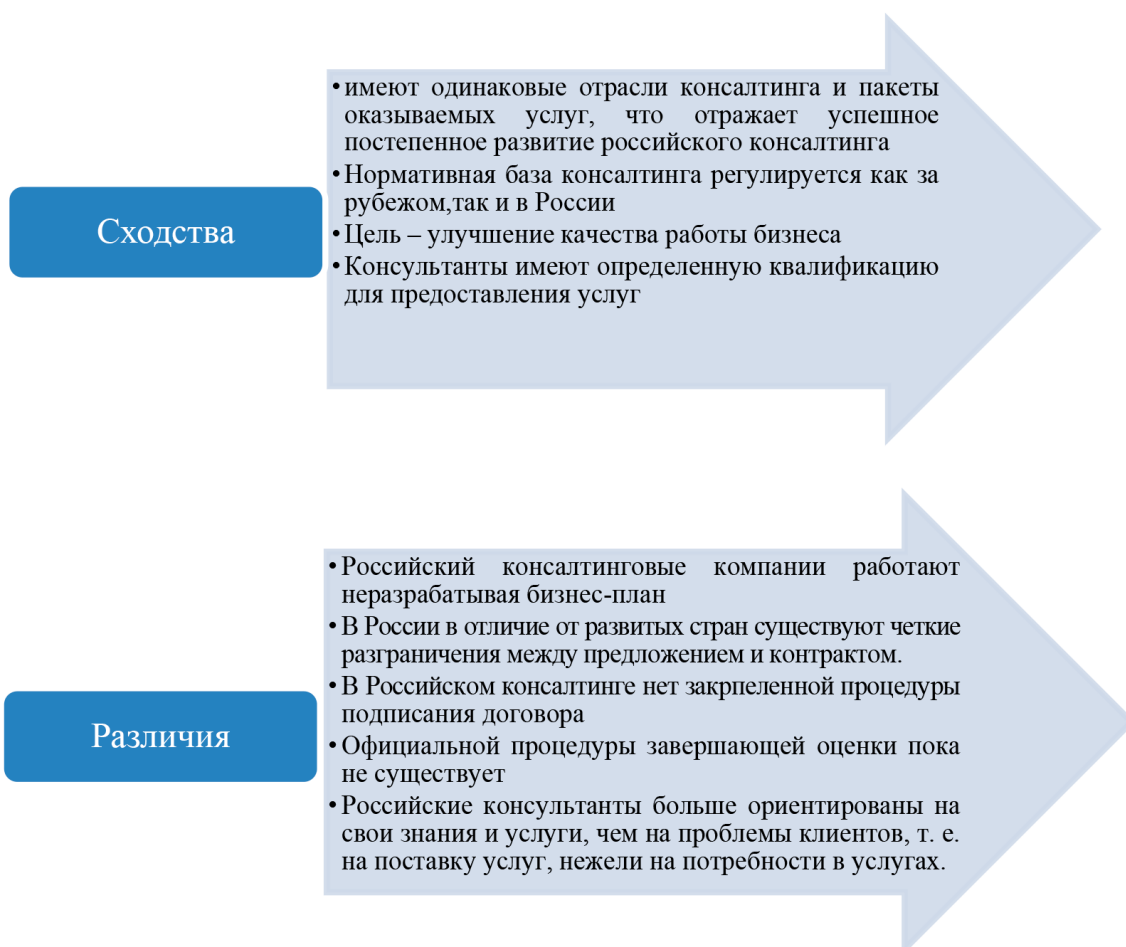 Сходства
•имеют одинаковые отрасли консалтинга и пакеты
оказываемых услуг, что отражает успешное
постепенное развитие российского консалтинга
•Нормативная база консалтинга регулируется как за
рубежом,так и в России
•Цель – улучшение качества работы бизнеса
•Консультанты имеют определенную квалификацию
для предоставления услуг
Различия
•Российский консалтинговые компании работают
неразрабатывая бизнес-план
•В России в отличие от развитых стран существуют четкие
разграничения между предложением и контрактом.
•В Российском консалтинге нет закрпеленной процедуры
подписания договора
•Официальной процедуры завершающей оценки пока
не существует
•Российские консультанты больше ориентированы на
свои знания и услуги, чем на проблемы клиентов, т. е.
на поставку услуг, нежели на потребности в услугах.